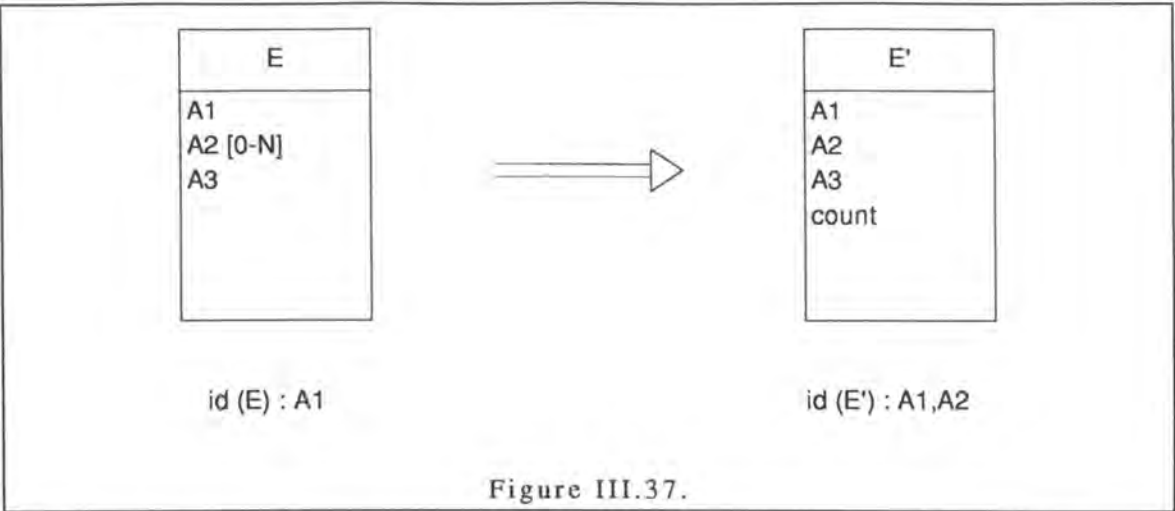 E
A1
A2 [0-N]
A3
id (E) : A1
E'
A1
A2
A3
count
id (E') : A1,A2
Figure III.37.